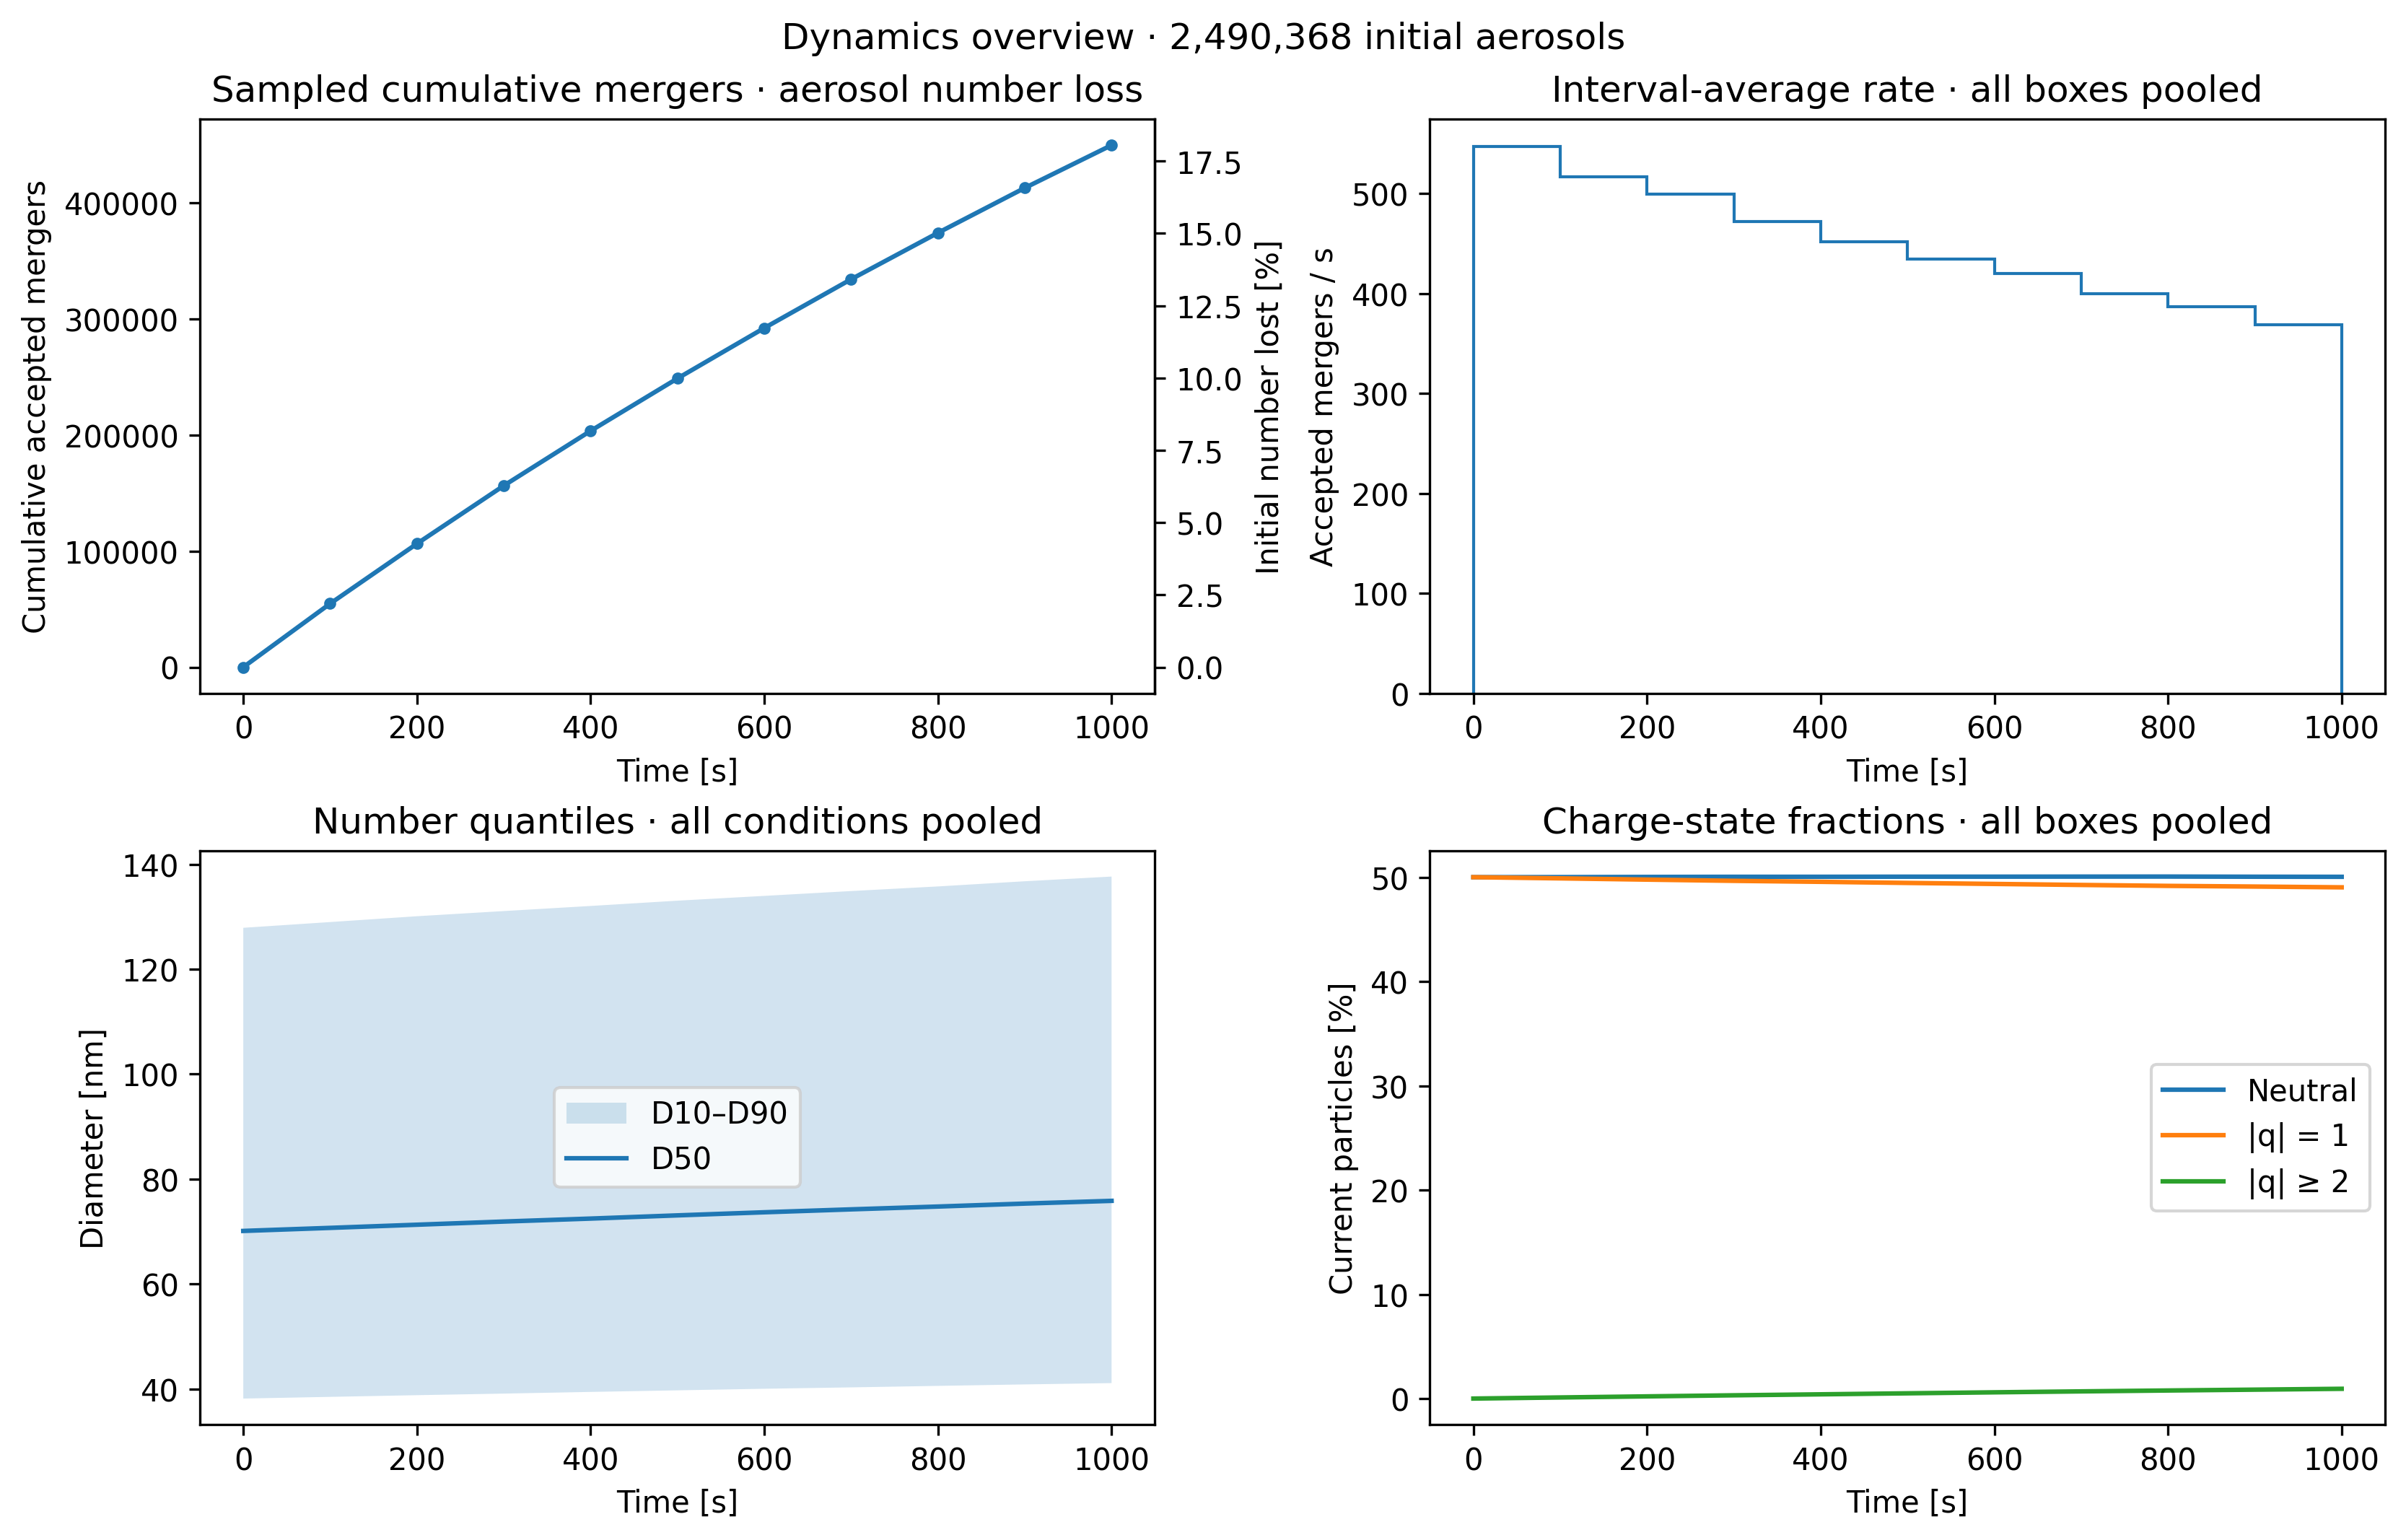 Dynamics overview · 2,490,368 initial aerosols
Sampled cumulative mergers · aerosol number loss
Cumulative accepted mergers
400000
300000
200000
100000
0
17.5
15.0
12.5
10.0
7.5
5.0
2.5
0.0
Initial number lost [%]
0 200 400 600 800 1000
Time [s]
Interval-average rate · all boxes pooled
Accepted mergers / s
500
400
300
200
100
0
0 200 400 600 800 1000
Time [s]
Number quantiles · all conditions pooled
Diameter [nm]
140
120
100
80
60
40
D10–D90
D50
0 200 400 600 800 1000
Time [s]
Charge-state fractions · all boxes pooled
Current particles [%]
50
40
30
20
10
0
Neutral
|q| = 1
|q| ≥ 2
0 200 400 600 800 1000
Time [s]